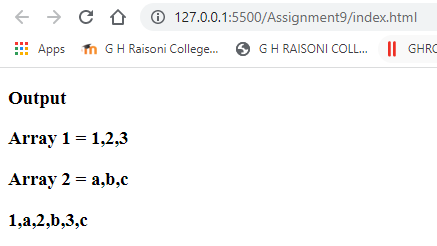 127.0.0.1:5500/Assignment9/index.html
Apps G H Raisoni College... G H RAISONI COLL... GHRC
Output
Array 1 = 1,2,3
Array 2 = a,b,c
1,a,2,b,3,c